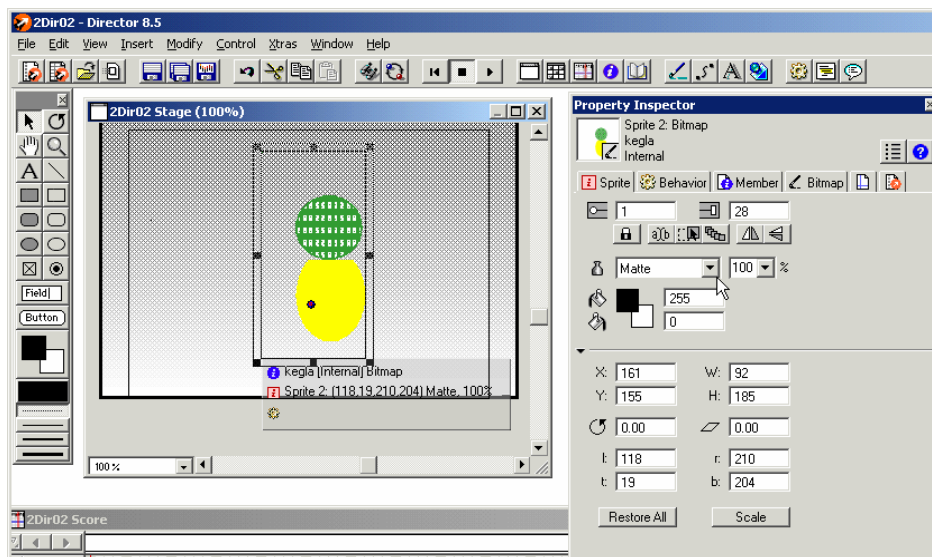 2Dir02 - Director 8.5
File Edit View Insert Modify Control Xtras Window Help
2Dir02 Stage (100%)
Property Inspector
Sprite 2: Bitmap
kegla
Internal
Sprite Behavior Member Bitmap
1 28
Matte 100 %
255
0
A
Field
Button
kegla [Internal] Bitmap
Sprite 2: (118,19,210,204) Matte, 100%
X: 161 W: 92
Y: 155 H: 185
0.00 0.00
l: 118 r: 210
t: 19 b: 204
Restore All Scale
100 %
2Dir02 Score